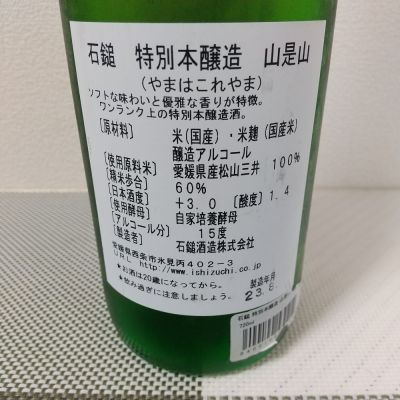 石鎚 特別本醸造 山是山
(やまはこれやま)
ソフトな味わいと優雅な香りが特徴。
ワンランク上の特別本醸造酒。
[原材料] 米(国産)・米麹(国産米)
醸造アルコール
[使用原料米] 愛媛県産松山三井 100%
[精米歩合] 60%
[日本酒度] +3.0 [酸度] 1.4
[使用酵母] 自家培養酵母
[アルコール分] 15度
[製造者] 石鎚酒造株式会社
愛媛県西条市氷見丙402-3
URL http://www.ishizuchi.co.jp
★お酒は20歳になってから。
★飲み過ぎに注意しましょう。
製造年月
23.8
石鎚 特別本醸造
720ml